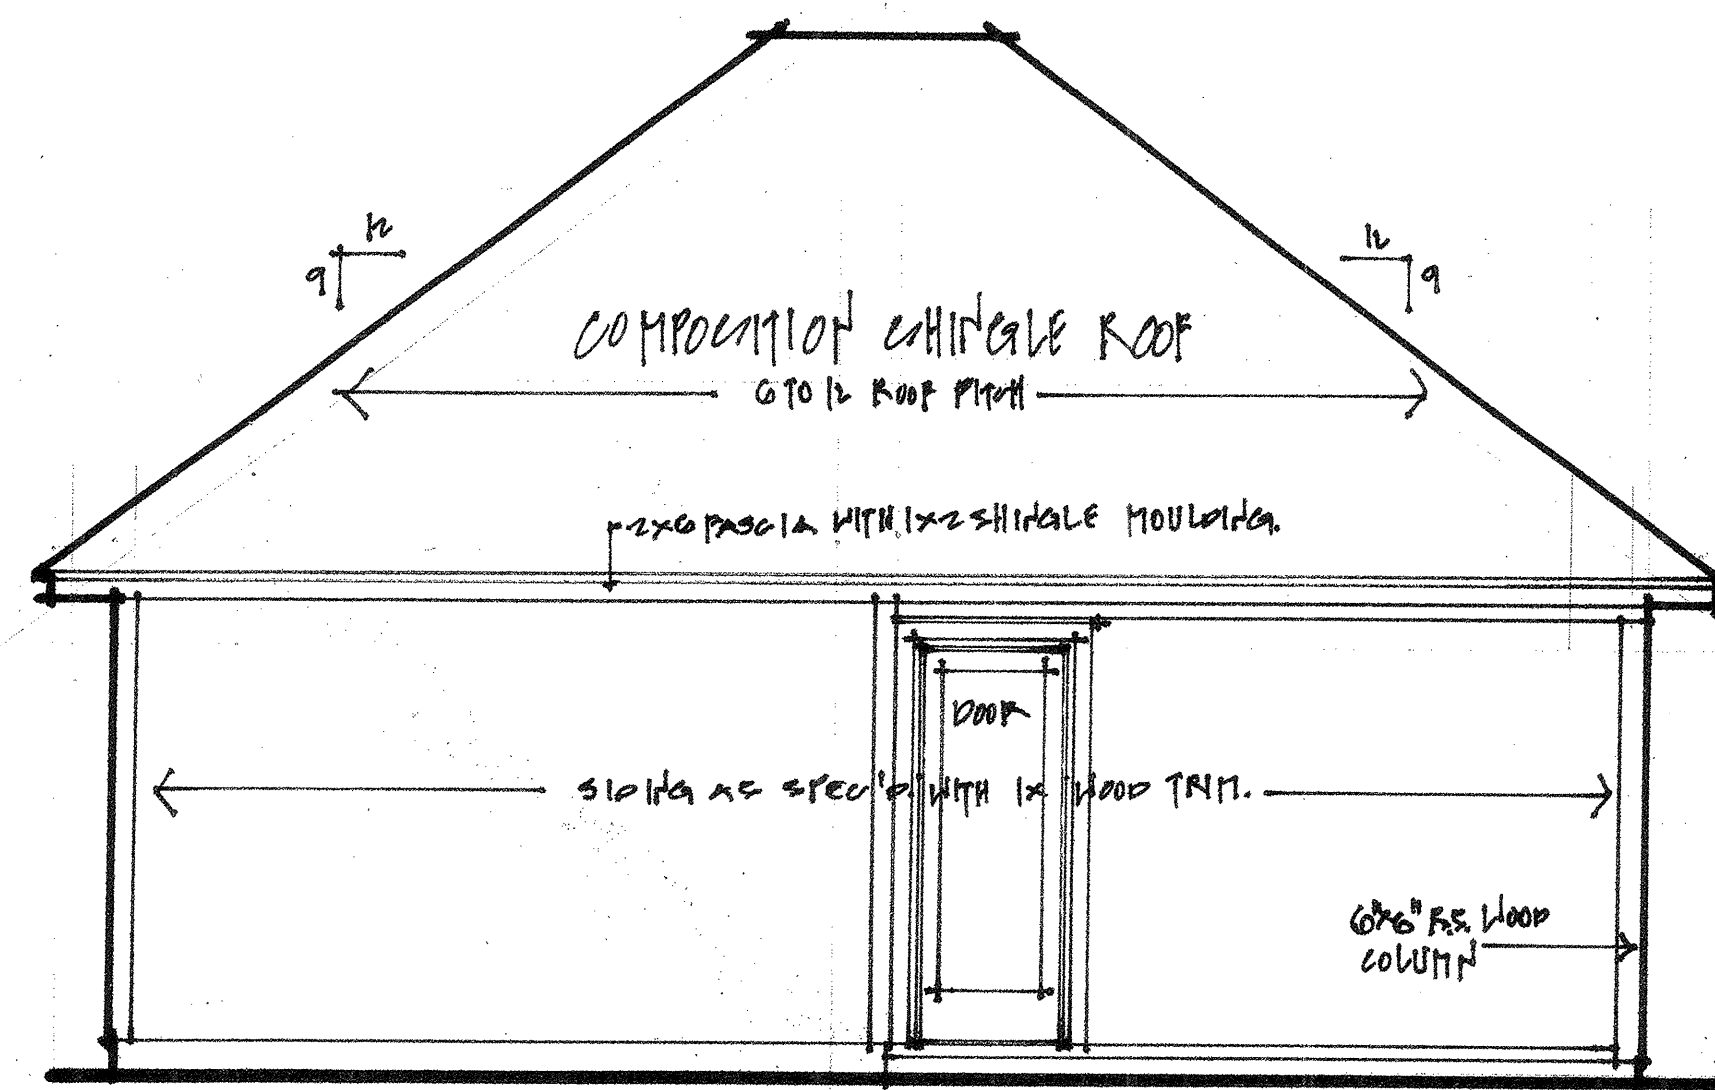 12
9
12
9
COMPOSITION SHINGLE ROOF
6 TO 12 ROOF PITCH
2X6 FASCIA WITH 1X2 SHINGLE MOULDING.
DOOR
SIDING AS SPEC'D. WITH 1X WOOD TRIM.
6"X6" R.S. WOOD
COLUMN